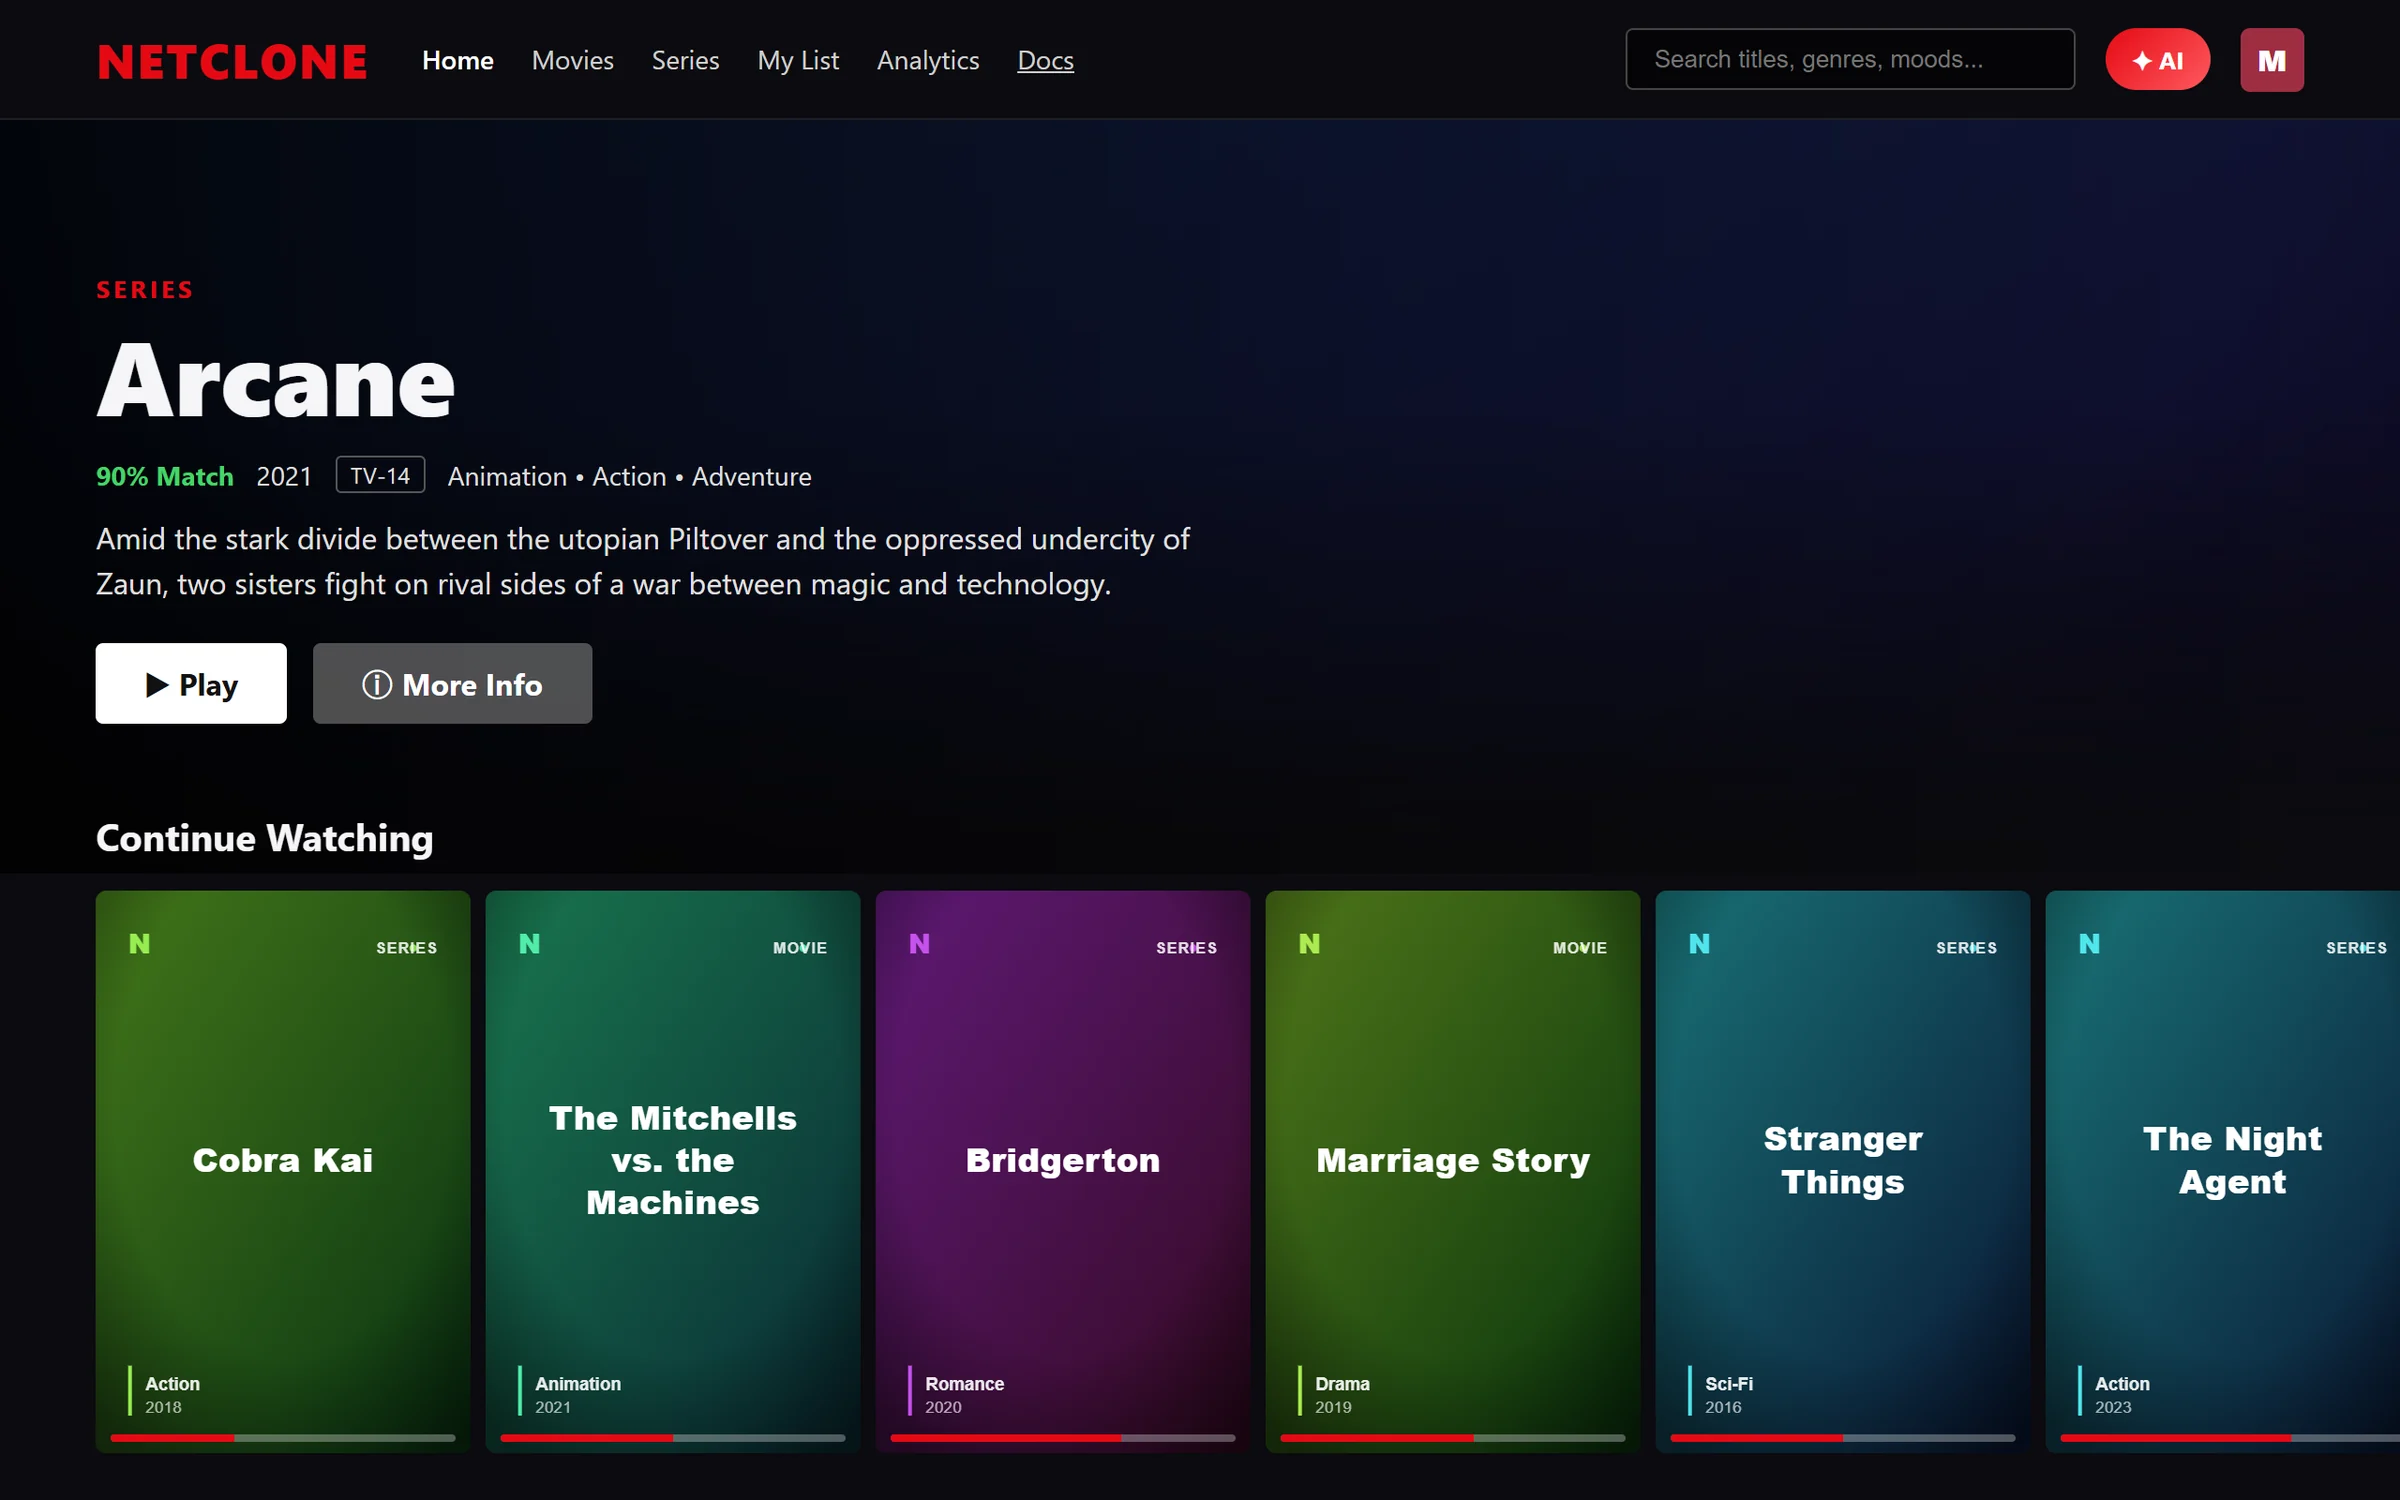 NETCLONE Home Movies Series My List Analytics Docs Search titles, genres, moods... ✦ AI M
SERIES
Arcane
90% Match 2021 TV-14 Animation • Action • Adventure
Amid the stark divide between the utopian Piltover and the oppressed undercity of
Zaun, two sisters fight on rival sides of a war between magic and technology.
▶ Play ⓘ More Info
Continue Watching
N SERIES
Cobra Kai
Action
2018
N MOVIE
The Mitchells
vs. the
Machines
Animation
2021
N SERIES
Bridgerton
Romance
2020
N MOVIE
Marriage Story
Drama
2019
N SERIES
Stranger
Things
Sci-Fi
2016
N SERIES
The Night
Agent
Action
2023